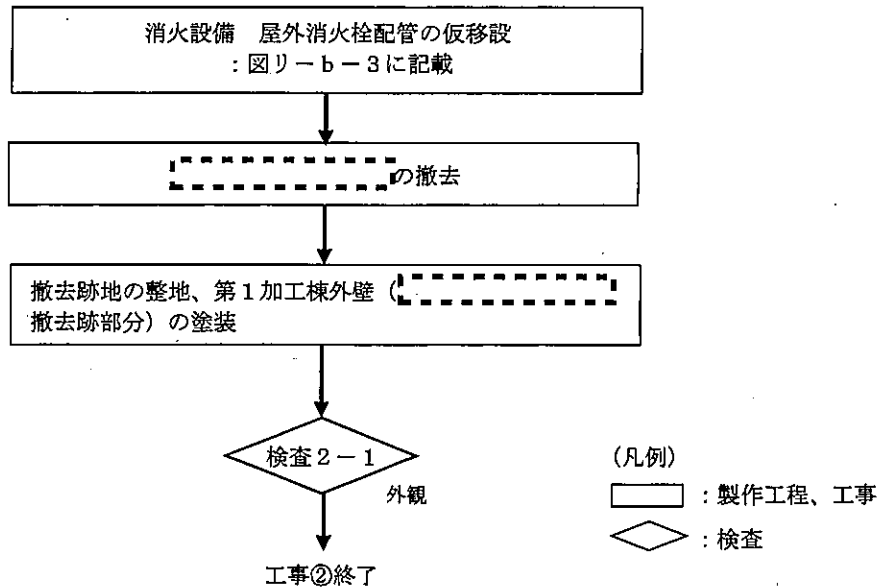 消火設備　屋外消火栓配管の仮移設
：図リ－ｂ－３に記載
の撤去
撤去跡地の整地、第１加工棟外壁（
撤去跡部分）の塗装
検査２－１
外観
工事②終了
(凡例)
：製作工程、工事
：検査